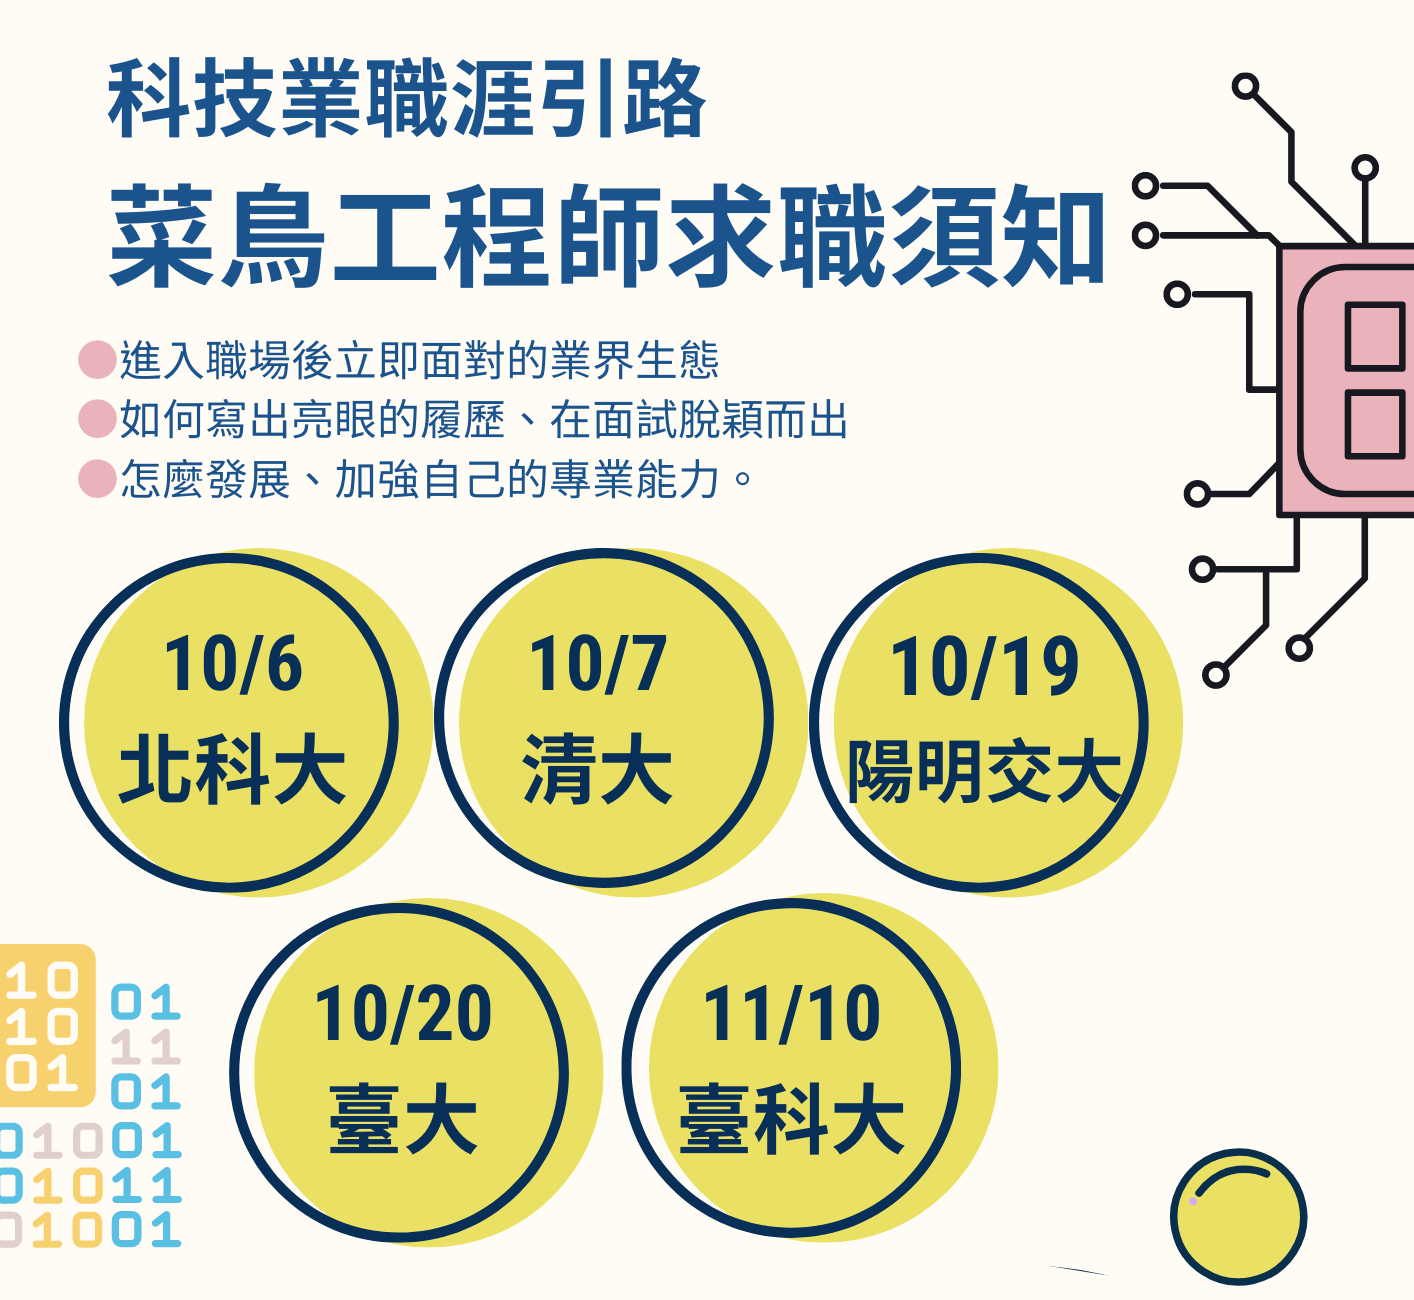 科技業職涯引路
菜鳥工程師求職須知
進入職場後立即面對的業界生態
如何寫出亮眼的履歷、在面試脫穎而出
怎麼發展、加強自己的專業能力。
10/6
北科大
10/7
清大
10/19
陽明交大
10/20
臺大
11/10
臺科大
10
10
01
01
11
01
01001
01011
01001